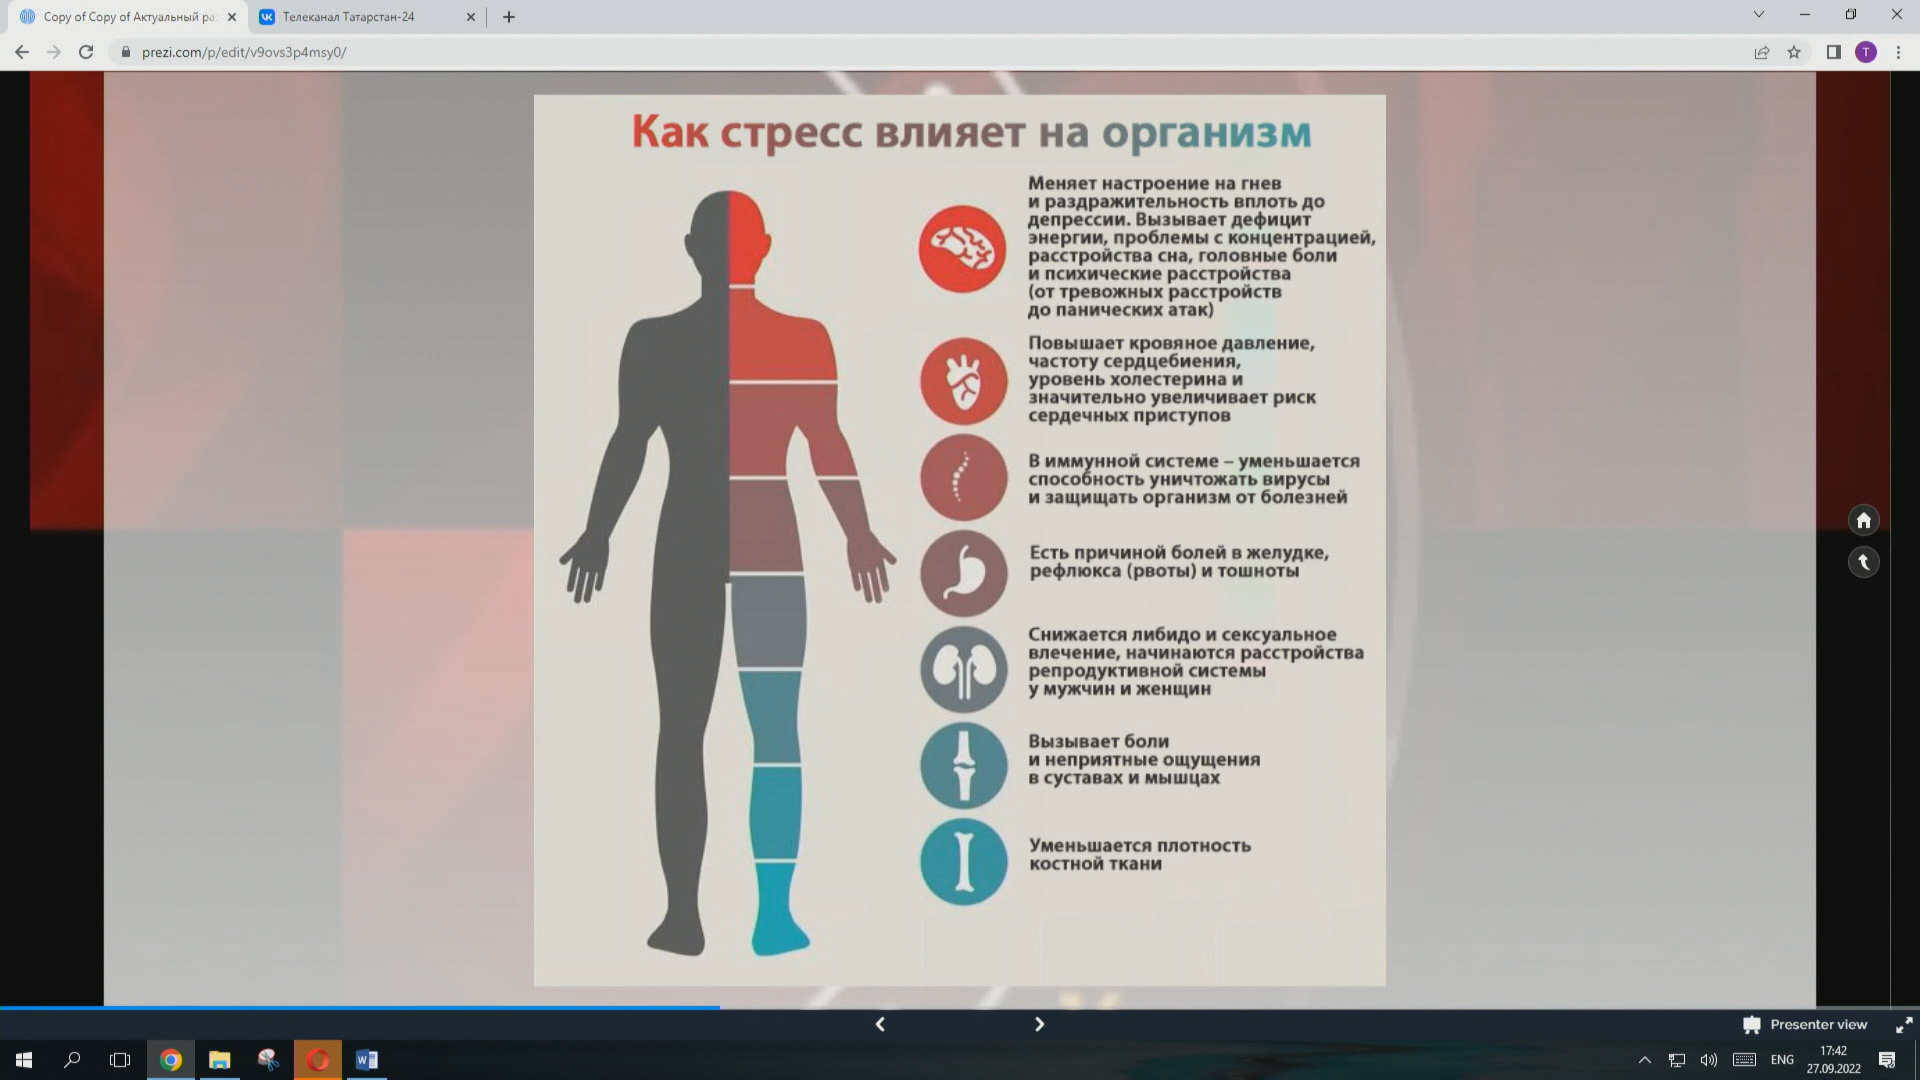 Copy of Copy of Актуальный ра
Телеканал Татарстан-24
prezi.com/p/edit/v9ovs3p4msy0/
T
Как стресс влияет на организм
Меняет настроение на гнев
и раздражительность вплоть до
депрессии. Вызывает дефицит
энергии, проблемы с концентрацией,
расстройства сна, головные боли
и психические расстройства
(от тревожных расстройств
до панических атак)
Повышает кровяное давление,
частоту сердцебиения,
уровень холестерина и
значительно увеличивает риск
сердечных приступов
В иммунной системе – уменьшается
способность уничтожать вирусы
и защищать организм от болезней
Есть причиной болей в желудке,
рефлюкса (рвоты) и тошноты
Снижается либидо и сексуальное
влечение, начинаются расстройства
репродуктивной системы
у мужчин и женщин
Вызывает боли
и неприятные ощущения
в суставах и мышцах
Уменьшается плотность
костной ткани
Presenter view
ENG
17:42
27.09.2022